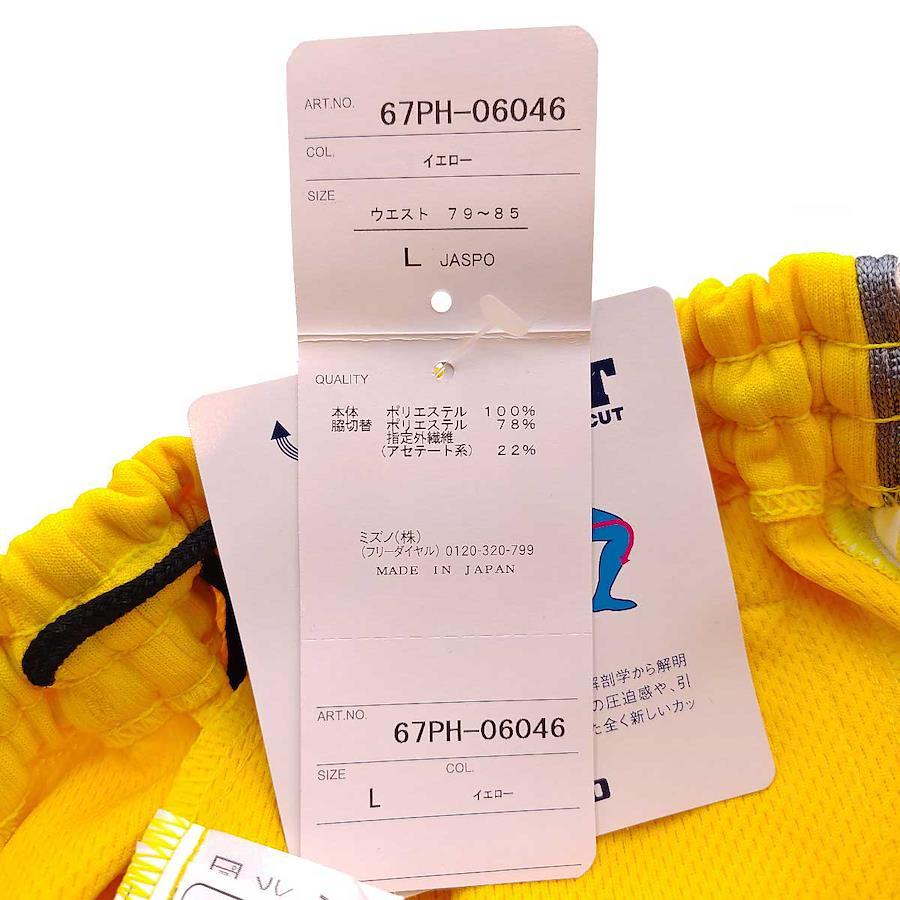 ART.NO. 67PH-06046
COL. イエロー
SIZE
ウエスト 79〜85
L JASPO
QUALITY
本体 ポリエステル 100%
脇切替 ポリエステル 78%
指定外繊維
(アセテート系) 22%
ミズノ(株)
(フリーダイヤル) 0120-320-799
MADE IN JAPAN
ART.NO. 67PH-06046
SIZE COL.
L イエロー
CUT
解剖学から解明
の圧迫感や、引
た全く新しいカッ